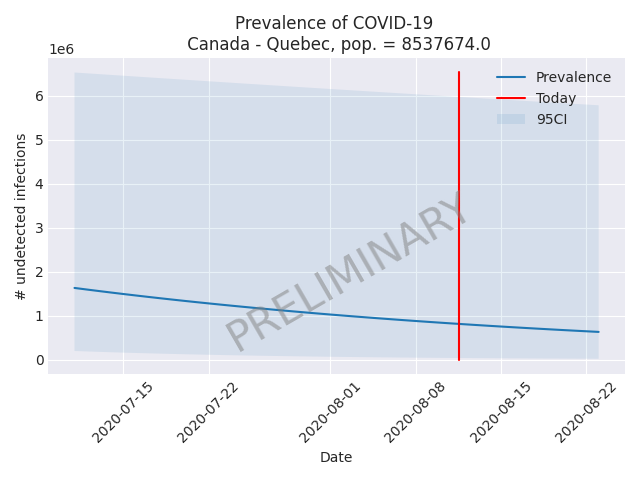 Prevalence of COVID-19
Canada - Quebec, pop. = 8537674.0
1e6
Prevalence
Today
95CI
6
5
4
3
2
1
0
# undetected infections
PRELIMINARY
2020-07-15
2020-07-22
2020-08-01
2020-08-08
2020-08-15
2020-08-22
Date